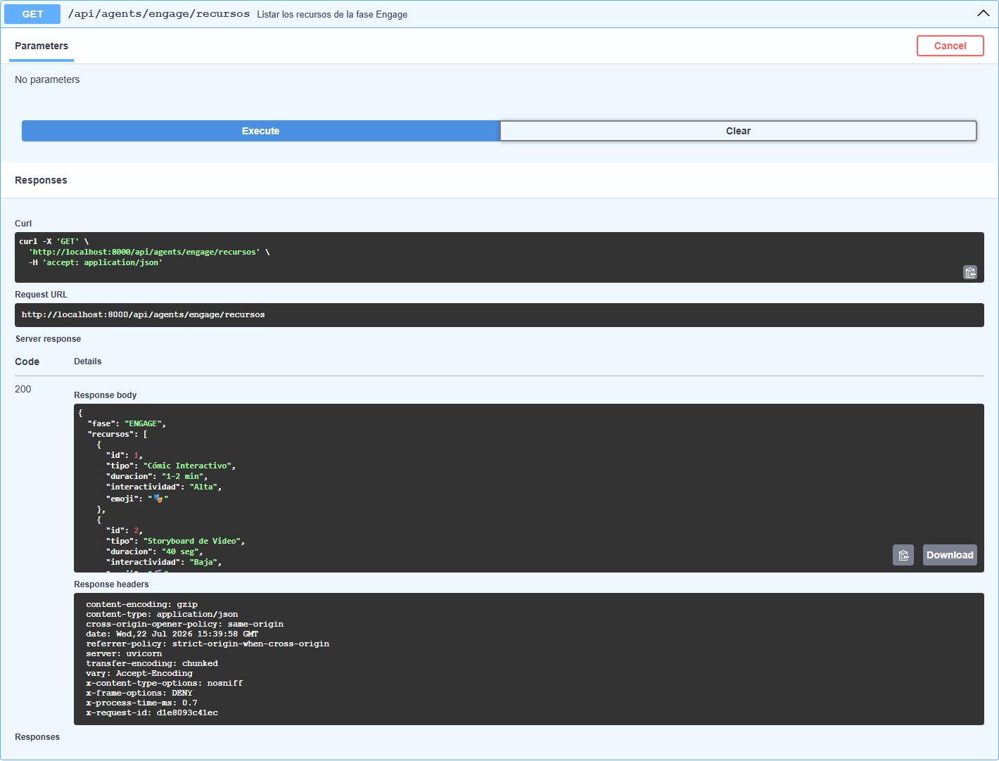 GET /api/agents/engage/recursos Listar los recursos de la fase Engage
Parameters
Cancel
No parameters
Execute
Clear
Responses
Curl
curl -X 'GET' \
'http://localhost:8000/api/agents/engage/recursos' \
-H 'accept: application/json'
Request URL
http://localhost:8000/api/agents/engage/recursos
Server response
Code Details
200
Response body
{
"fase": "ENGAGE",
"recursos": [
{
"id": 1,
"tipo": "Cómic Interactivo",
"duracion": "1-2 min",
"interactividad": "Alta",
"emoji": "🎭"
},
{
"id": 2,
"tipo": "Storyboard de Video",
"duracion": "40 seg",
"interactividad": "Baja",
Download
Response headers
content-encoding: gzip
content-type: application/json
cross-origin-opener-policy: same-origin
date: Wed,22 Jul 2026 15:39:58 GMT
referrer-policy: strict-origin-when-cross-origin
server: uvicorn
transfer-encoding: chunked
vary: Accept-Encoding
x-content-type-options: nosniff
x-frame-options: DENY
x-process-time-ms: 0.7
x-request-id: d1e8093c41ec
Responses